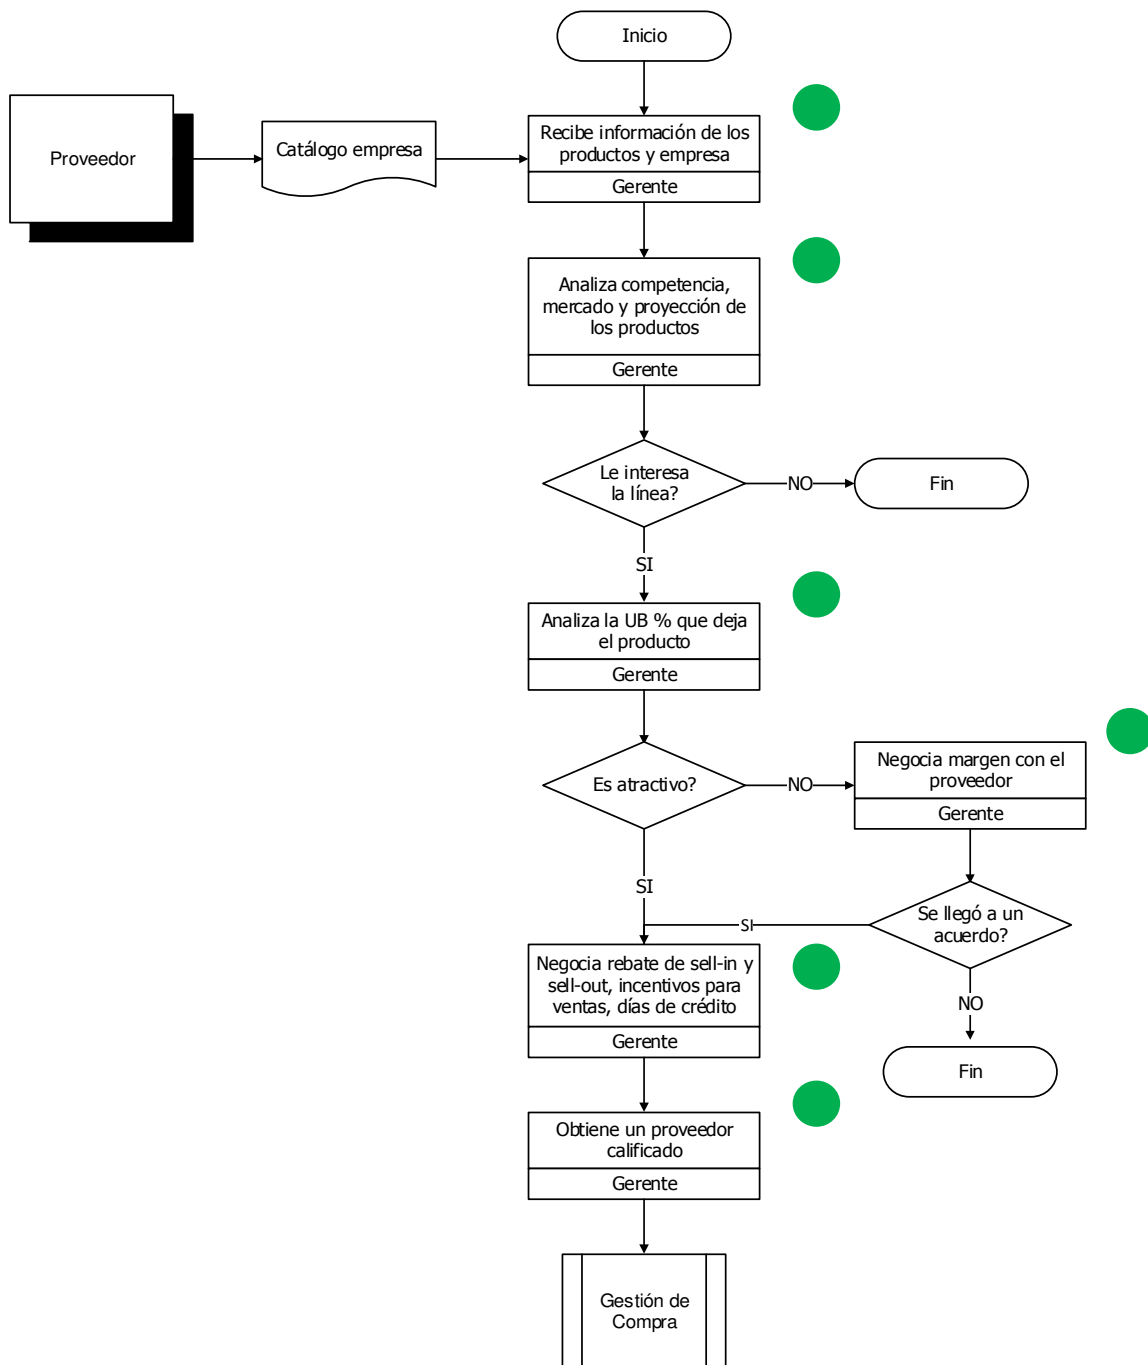 Inicio
Proveedor
Catálogo empresa
Recibe información de los
productos y empresa
Gerente
Analiza competencia,
mercado y proyección de
los productos
Gerente
Le interesa
la línea?
NO
Fin
SI
Analiza la UB % que deja
el producto
Gerente
Es atractivo?
NO
Negocia margen con el
proveedor
Gerente
SI
Se llegó a un
acuerdo?
SI
NO
Fin
Negocia rebate de sell-in y
sell-out, incentivos para
ventas, días de crédito
Gerente
Obtiene un proveedor
calificado
Gerente
Gestión de
Compra